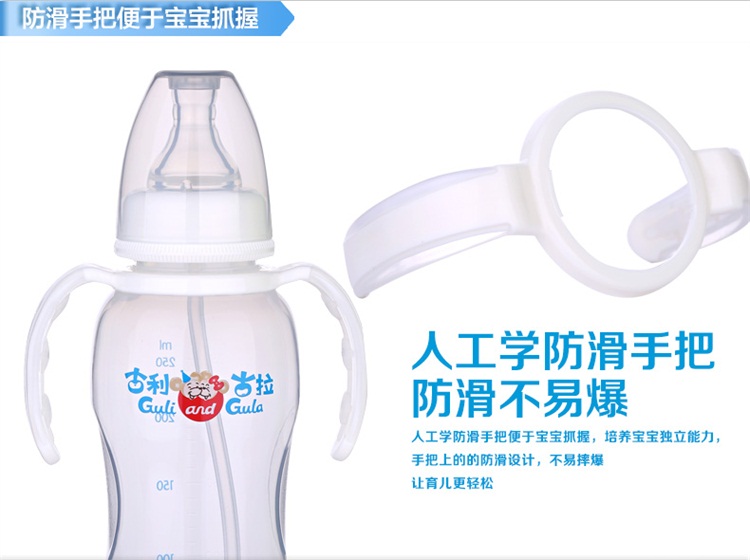 防滑手把便于宝宝抓握
ml
250
古利 古拉
Guli and Gula
200
150
100
人工学防滑手把
防滑不易爆
人工学防滑手把便于宝宝抓握，培养宝宝独立能力，
手把上的的防滑设计，不易摔爆
让育儿更轻松